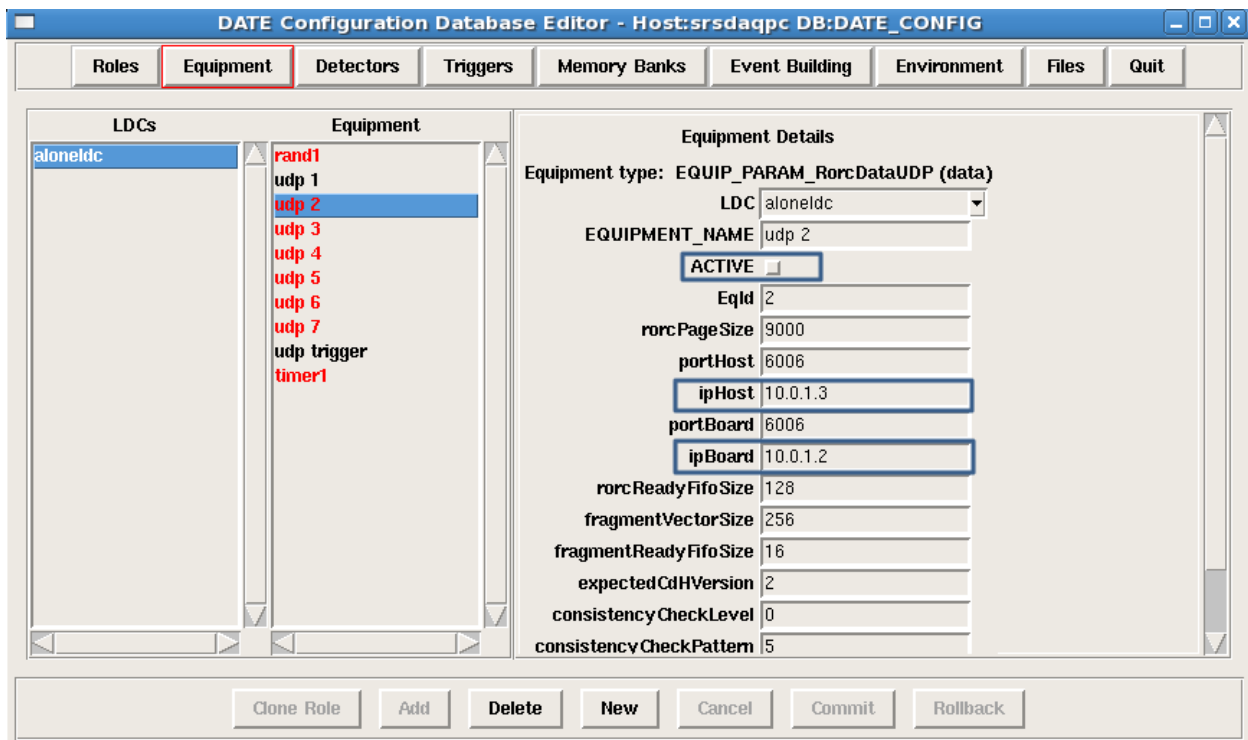 DATE Configuration Database Editor - Host:srsdaqpc DB:DATE_CONFIG
Roles Equipment Detectors Triggers Memory Banks Event Building Environment Files Quit
LDCs
aloneldc
Equipment
rand1
udp 1
udp 2
udp 3
udp 4
udp 5
udp 6
udp 7
udp trigger
timer1
Equipment Details
Equipment type: EQUIP_PARAM_RorcDataUDP (data)
LDC aloneldc
EQUIPMENT_NAME udp 2
ACTIVE
EqId 2
rorcPageSize 9000
portHost 6006
ipHost 10.0.1.3
portBoard 6006
ipBoard 10.0.1.2
rorcReadyFifoSize 128
fragmentVectorSize 256
fragmentReadyFifoSize 16
expectedCdHVersion 2
consistencyCheckLevel 0
consistencyCheckPattern 5
Clone Role Add Delete New Cancel Commit Rollback